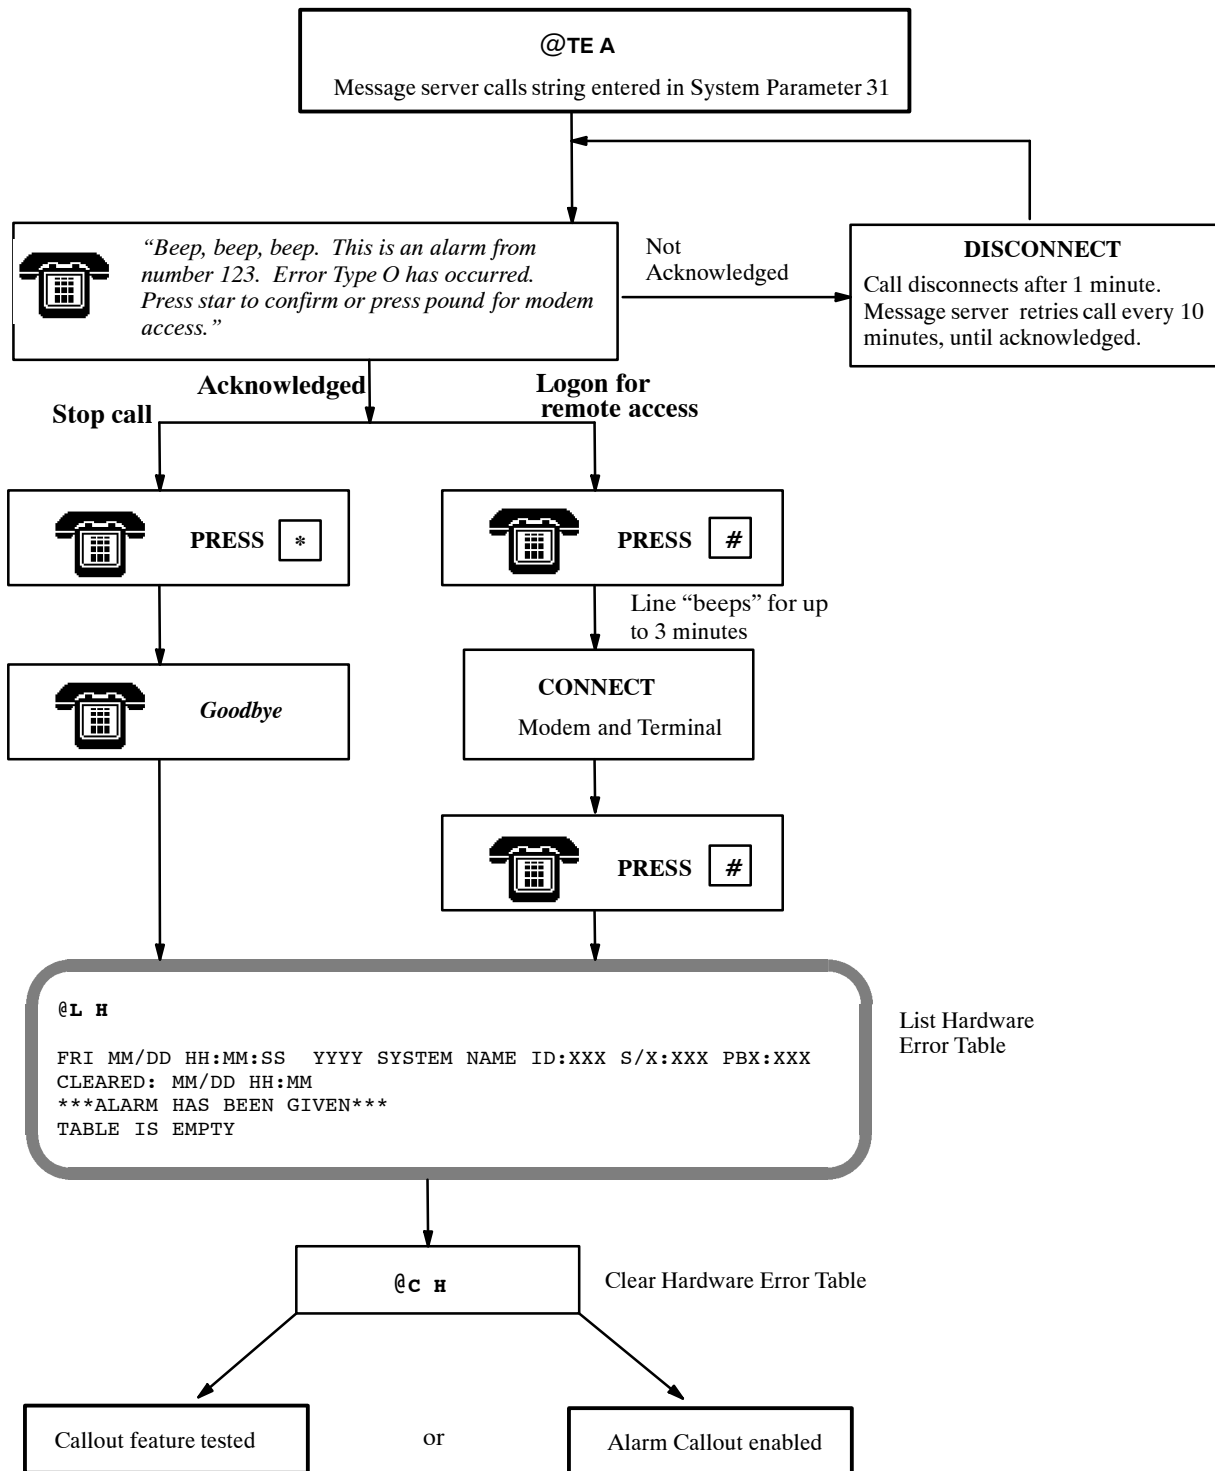 @TE A
Message server calls string entered in System Parameter 31
“Beep, beep, beep. This is an alarm from
number 123. Error Type O has occurred.
Press star to confirm or press pound for modem
access.”
Not
Acknowledged
DISCONNECT
Call disconnects after 1 minute.
Message server retries call every 10
minutes, until acknowledged.
Acknowledged
Logon for
remote access
Stop call
PRESS *
PRESS #
Line “beeps” for up
to 3 minutes
Goodbye
CONNECT
Modem and Terminal
PRESS #
@L H
FRI MM/DD HH:MM:SS YYYY SYSTEM NAME ID:XXX S/X:XXX PBX:XXX
CLEARED: MM/DD HH:MM
***ALARM HAS BEEN GIVEN***
TABLE IS EMPTY
List Hardware
Error Table
@C H
Clear Hardware Error Table
Callout feature tested
or
Alarm Callout enabled